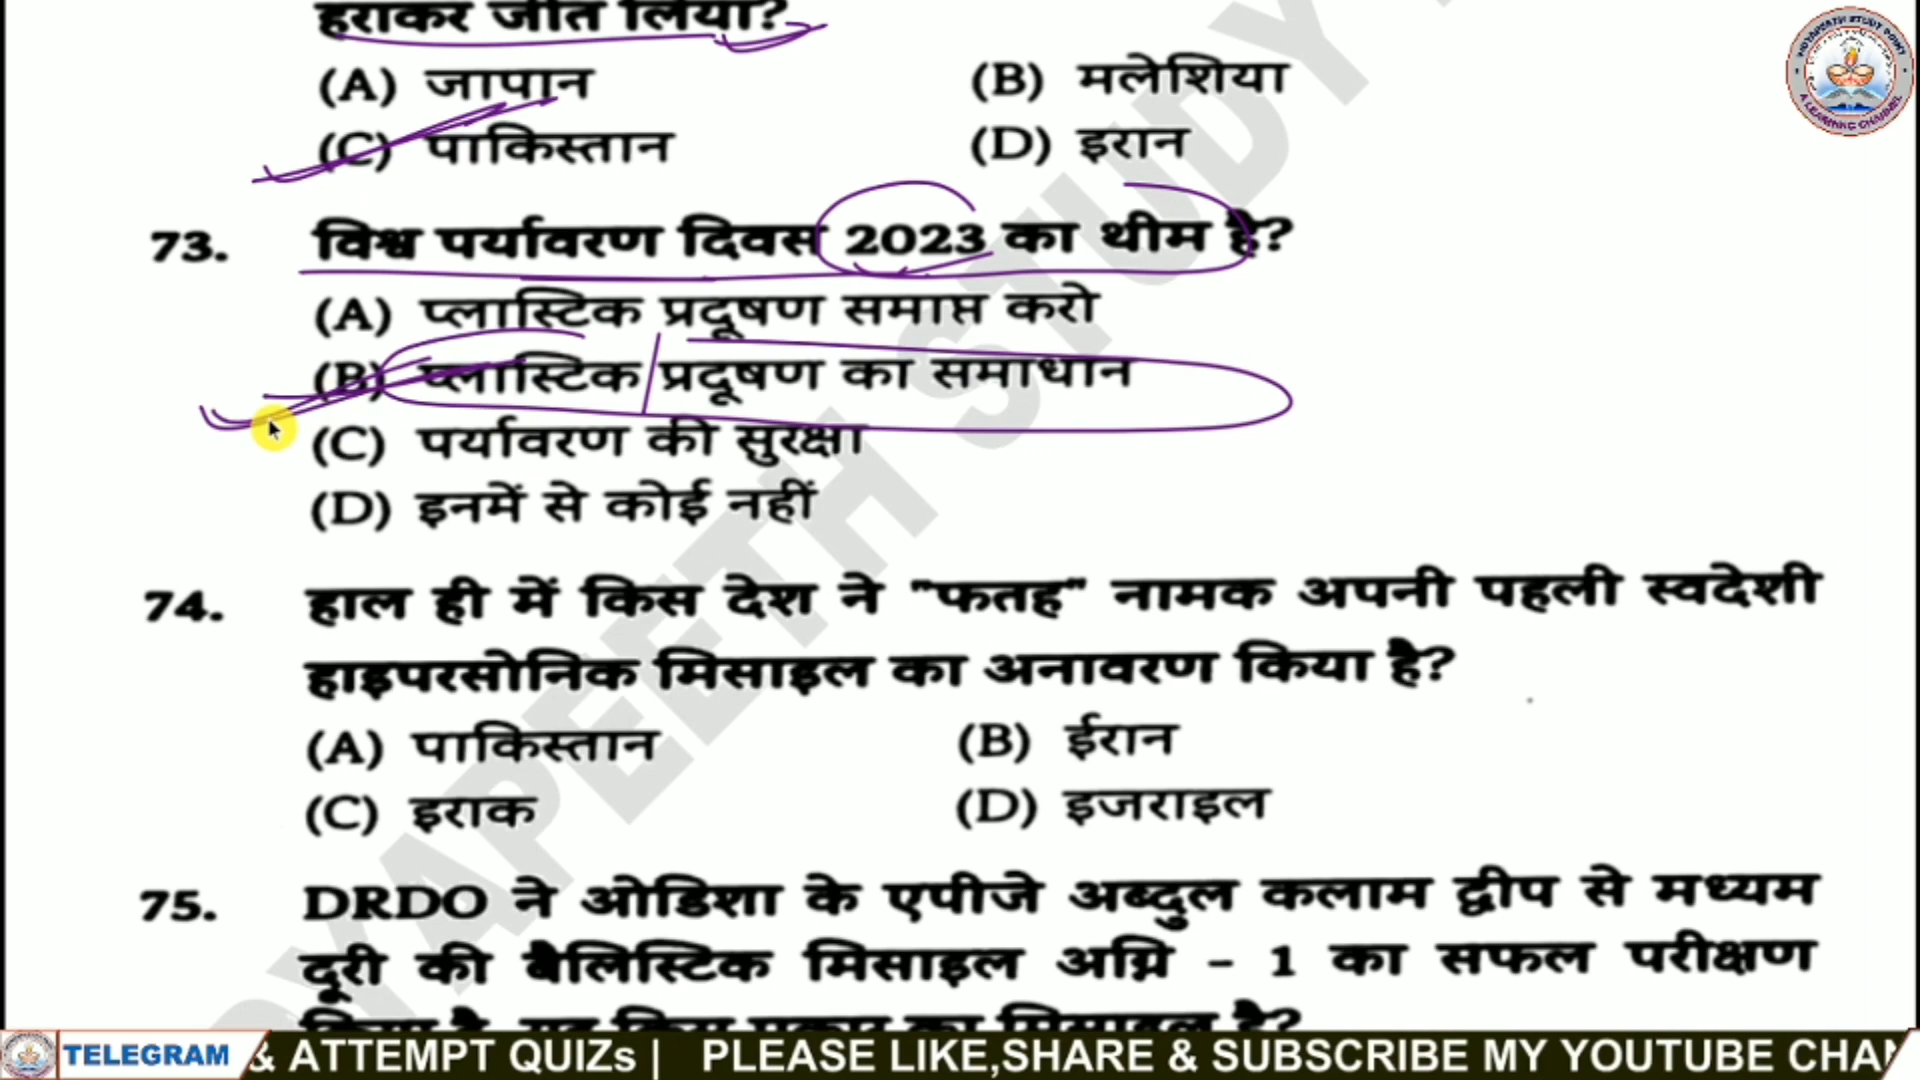 हराकर जीत लिया?
(A) जापान (B) मलेशिया
(C) पाकिस्तान (D) इरान
73. विश्व पर्यावरण दिवस 2023 का थीम है?
(A) प्लास्टिक प्रदूषण समाप्त करो
(B) प्लास्टिक प्रदूषण का समाधान
(C) पर्यावरण की सुरक्षा
(D) इनमें से कोई नहीं
74. हाल ही में किस देश ने "फतह" नामक अपनी पहली स्वदेशी
हाइपरसोनिक मिसाइल का अनावरण किया है?
(A) पाकिस्तान (B) ईरान
(C) इराक (D) इजराइल
75. DRDO ने ओडिशा के एपीजे अब्दुल कलाम द्वीप से मध्यम
दूरी की बैलिस्टिक मिसाइल अग्नि – 1 का सफल परीक्षण
किया है, यह किस प्रकार का मिसाइल है?
TELEGRAM & ATTEMPT QUIZs | PLEASE LIKE,SHARE & SUBSCRIBE MY YOUTUBE CHA